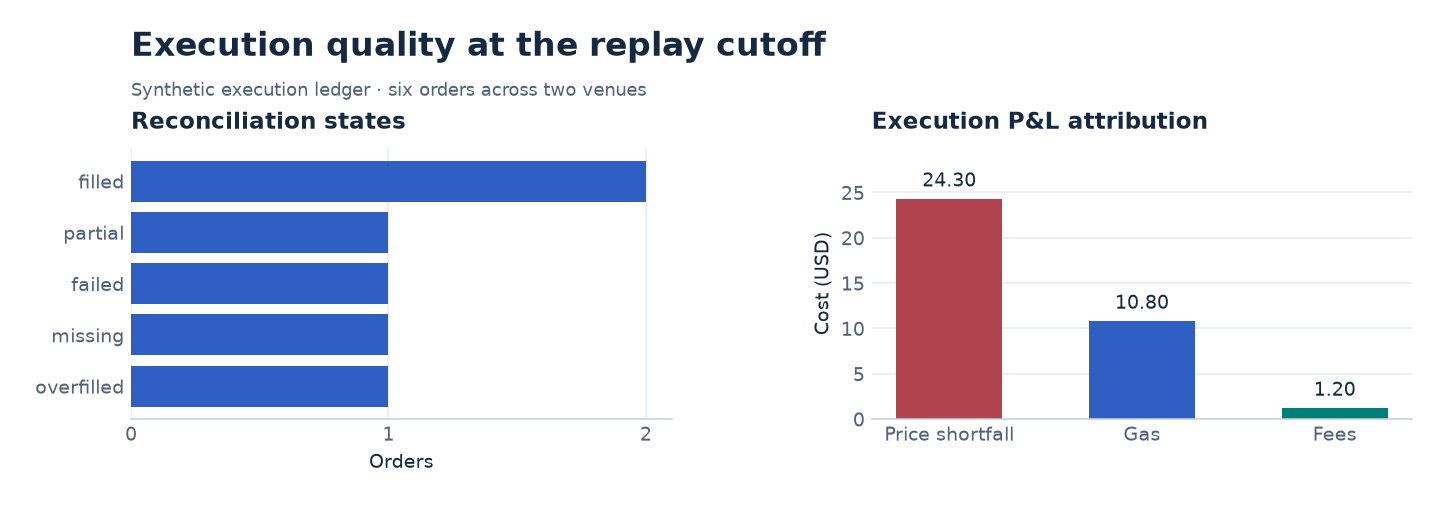 Execution quality at the replay cutoff
Synthetic execution ledger · six orders across two venues
Reconciliation states
filled
partial
failed
missing
overfilled
0 1 2
Orders
Execution P&L attribution
Cost (USD)
25
20
15
10
5
0
24.30
10.80
1.20
Price shortfall Gas Fees